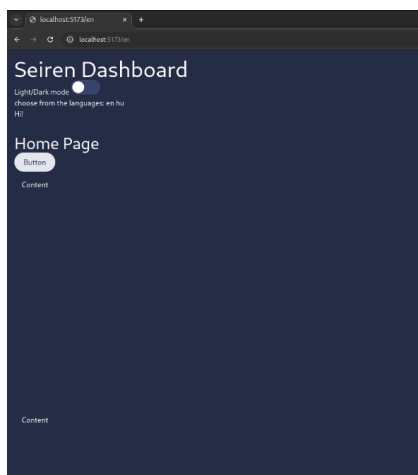 localhost:5173/en
localhost:5173/en
Seiren Dashboard
Light/Dark mode
choose from the languages: en hu
Hi!
Home Page
Button
Content
Content